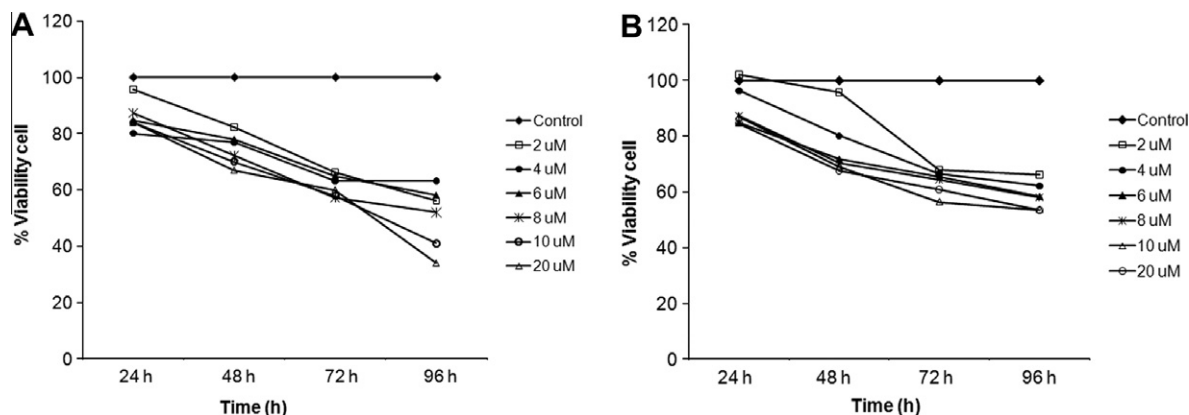 A
% Viability cell
120
100
80
60
40
20
0
24 h 48 h 72 h 96 h
Time (h)
Control
2 uM
4 uM
6 uM
8 uM
10 uM
20 uM
B
% Viability cell
120
100
80
60
40
20
0
24 h 48 h 72 h 96 h
Time (h)
Control
2 uM
4 uM
6 uM
8 uM
10 uM
20 uM